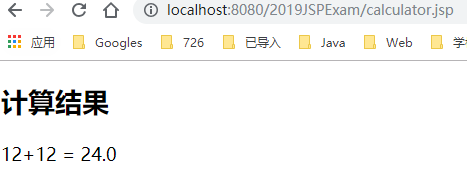 localhost:8080/2019JSPExam/calculator.jsp
应用 Googles 726 已导入 Java Web
计算结果
12+12 = 24.0